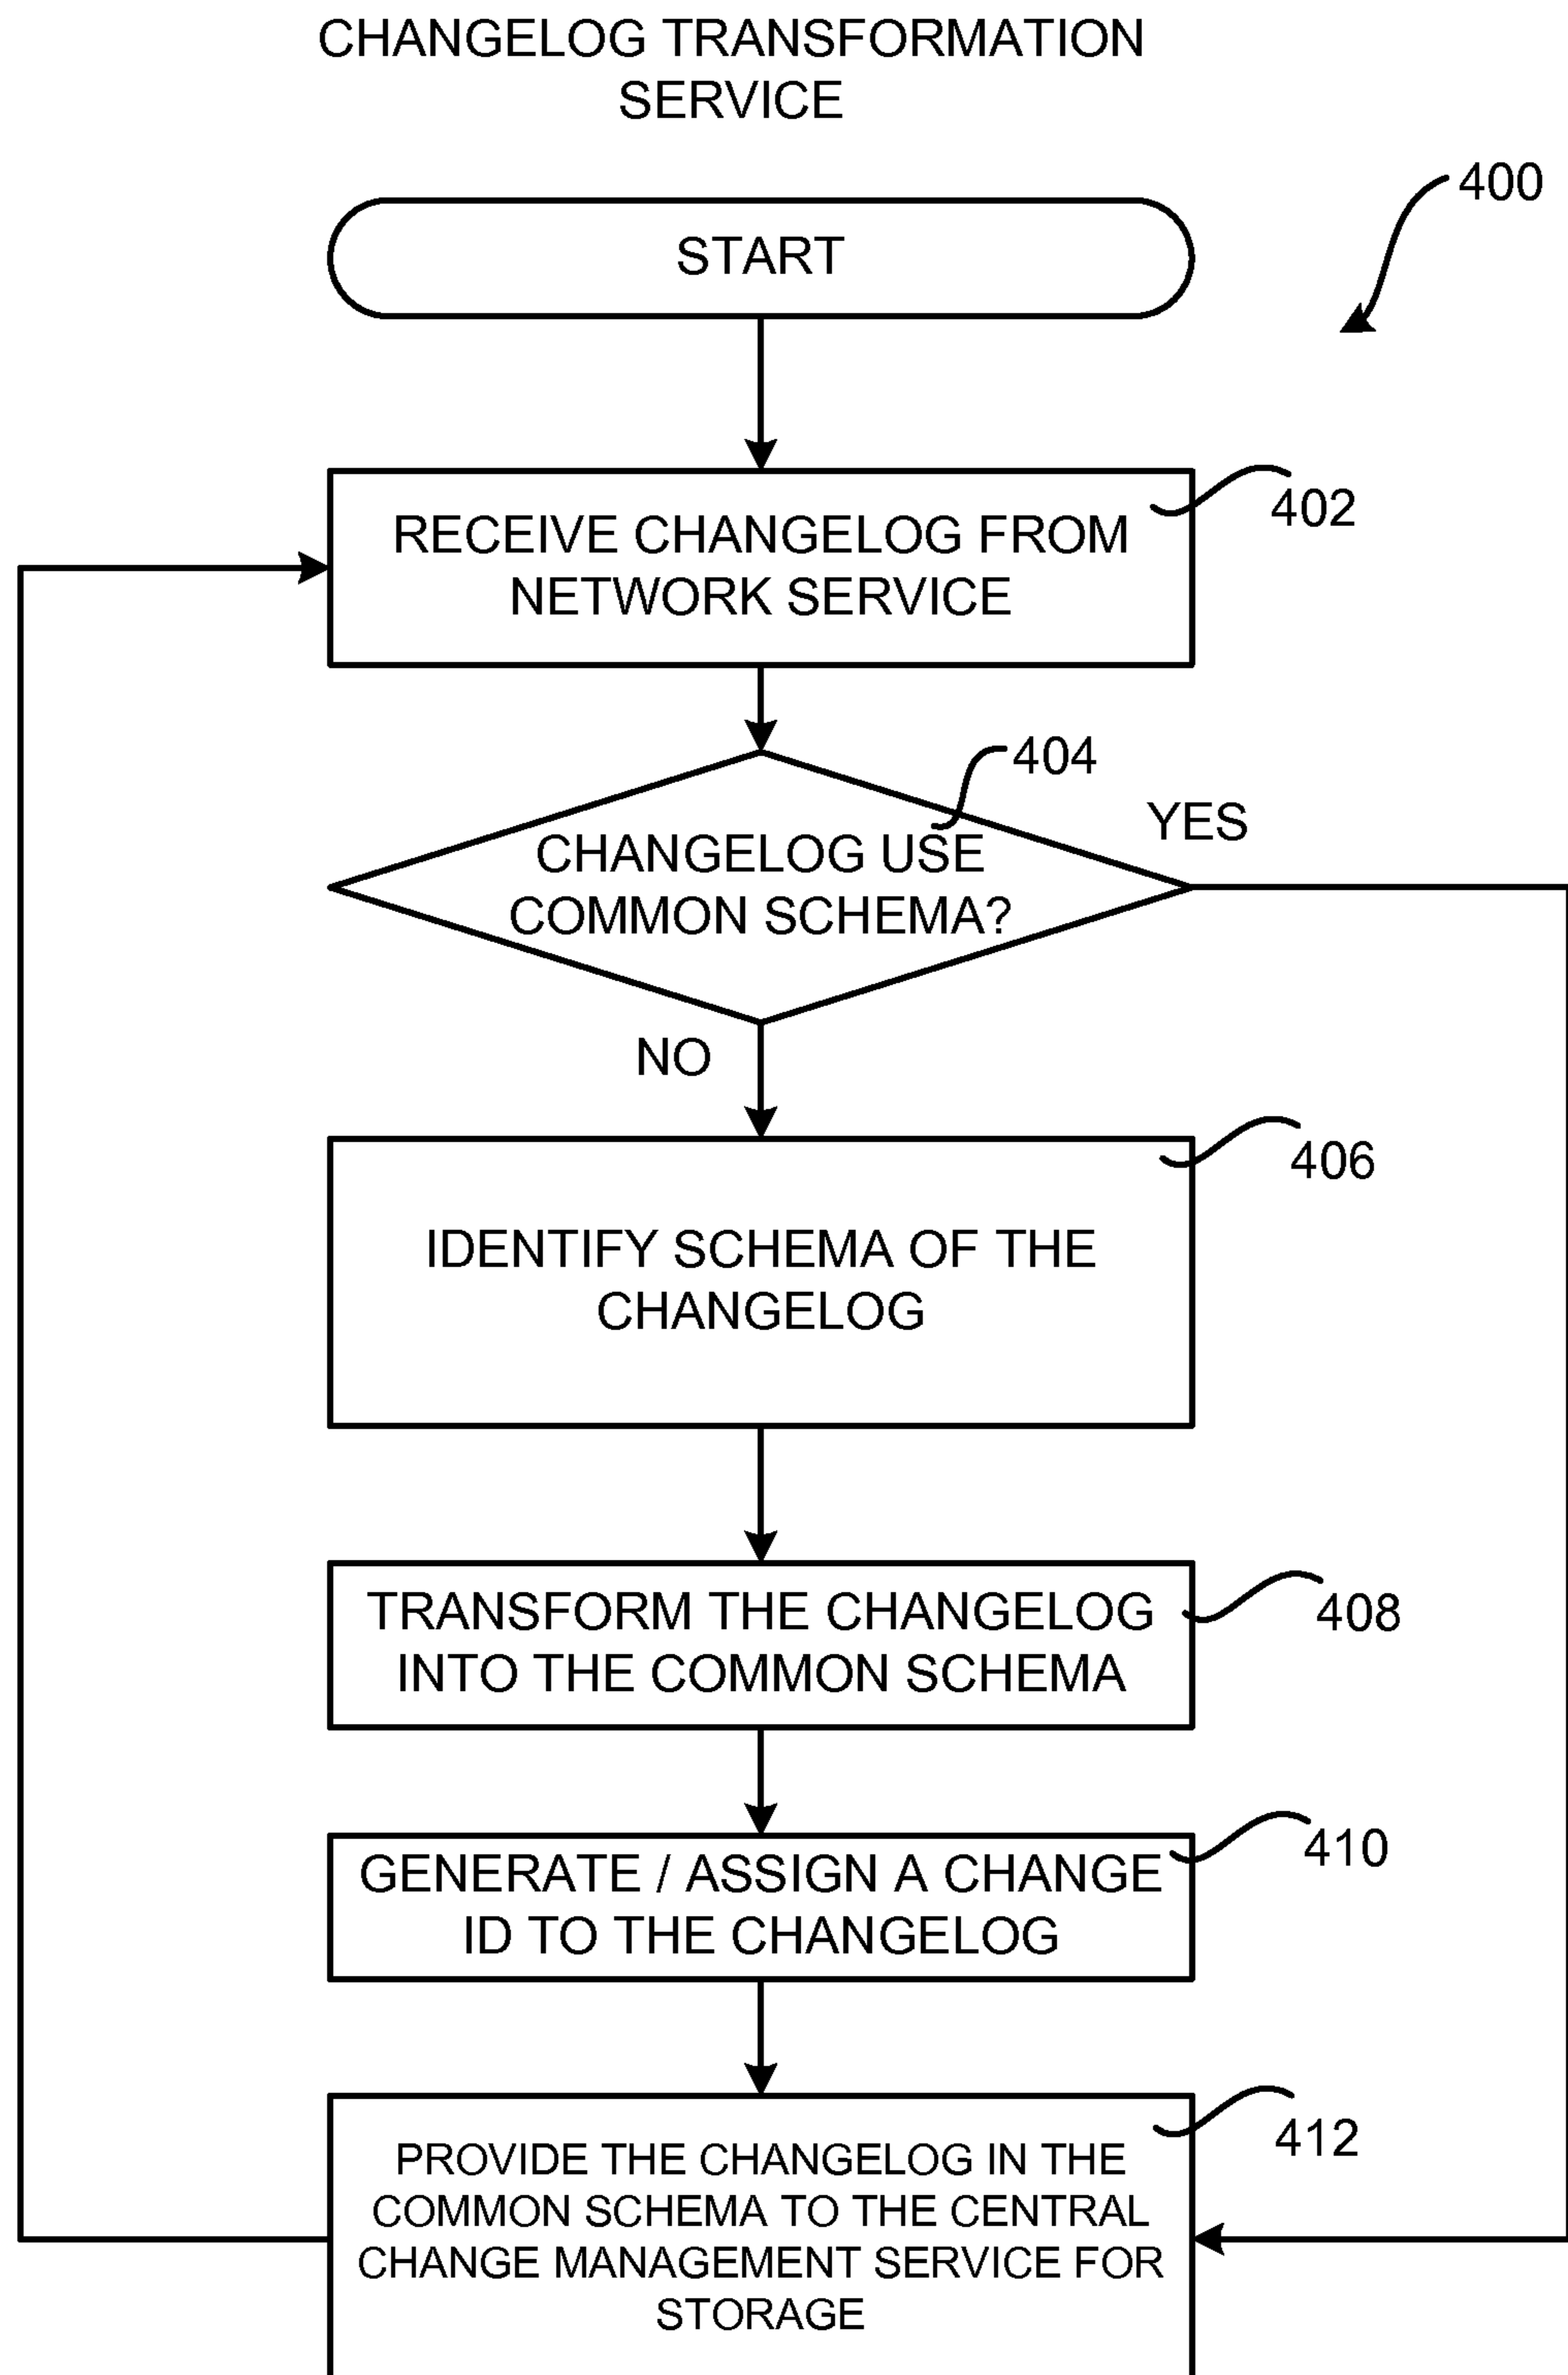 CHANGELOG TRANSFORMATION
SERVICE
400
START
402
RECEIVE CHANGELOG FROM
NETWORK SERVICE
404
YES
CHANGELOG USE
COMMON SCHEMA?
NO
406
IDENTIFY SCHEMA OF THE
CHANGELOG
TRANSFORM THE CHANGELOG
408
INTO THE COMMON SCHEMA
410
GENERATE / ASSIGN A CHANGE
ID TO THE CHANGELOG
412
PROVIDE THE CHANGELOG IN THE
COMMON SCHEMA TO THE CENTRAL
CHANGE MANAGEMENT SERVICE FOR
STORAGE